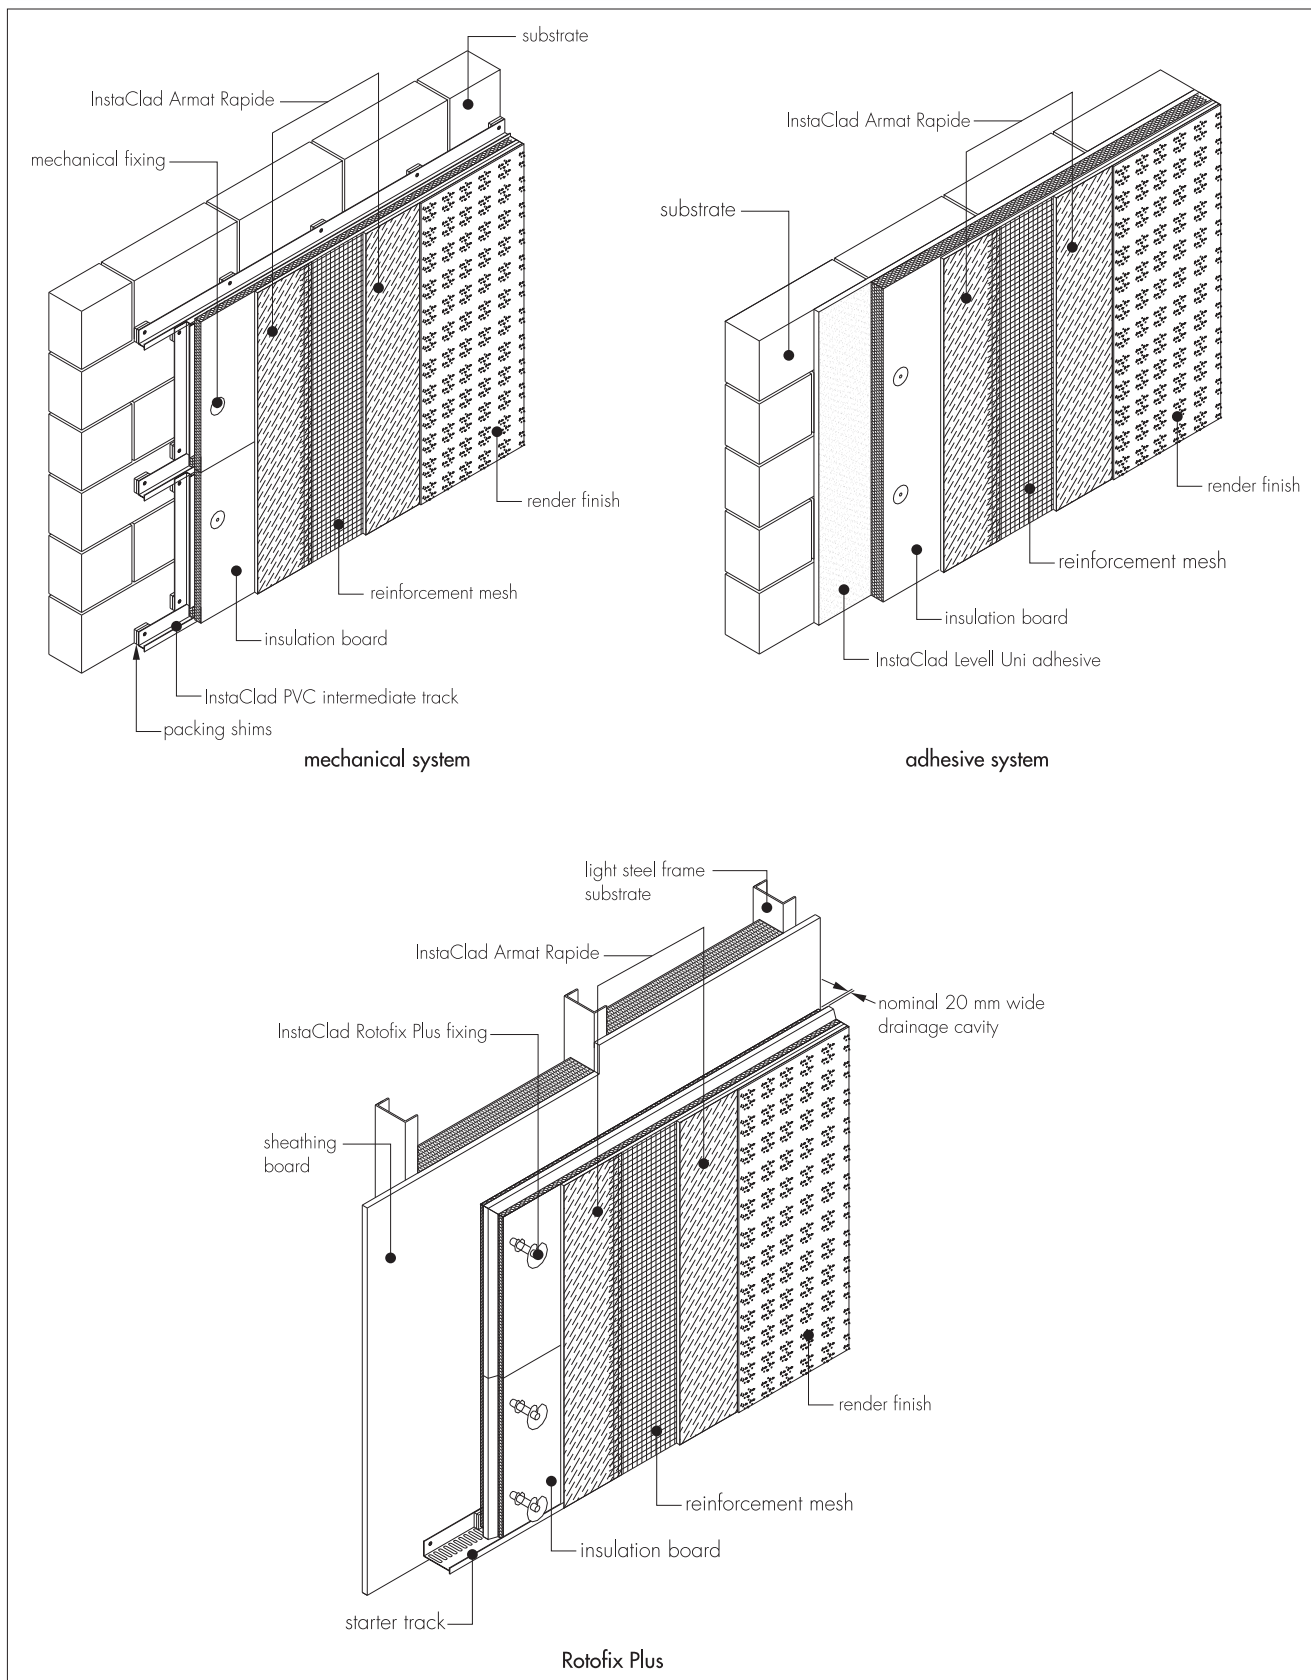 substrate
InstaClad Armat Rapide
mechanical fixing
render finish
reinforcement mesh
insulation board
InstaClad PVC intermediate track
packing shims
mechanical system
InstaClad Armat Rapide
substrate
render finish
reinforcement mesh
insulation board
InstaClad Levell Uni adhesive
adhesive system
light steel frame
substrate
InstaClad Armat Rapide
nominal 20 mm wide
drainage cavity
InstaClad Rotofix Plus fixing
sheathing
board
render finish
reinforcement mesh
insulation board
starter track
Rotofix Plus